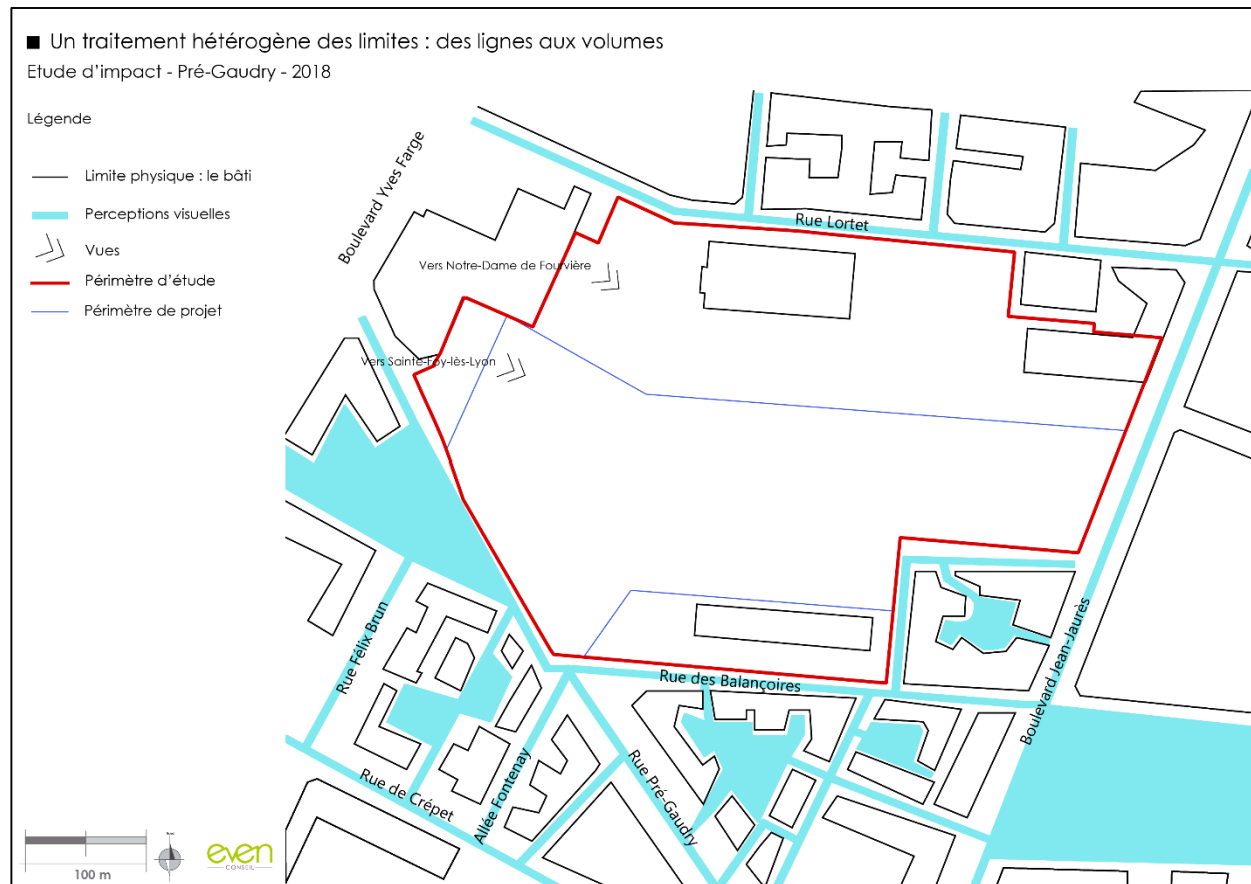 Un traitement hétérogène des limites : des lignes aux volumes
Etude d'impact - Pré-Gaudry - 2018
Légende
Limite physique : le bâti
Perceptions visuelles
Vues
Périmètre d'étude
Périmètre de projet
Boulevard Yves Farge
Rue Lortet
Vers Notre-Dame de Fourvière
Vers Sainte-Foy-lès-Lyon
Rue Félix Brun
Rue des Balançoires
Boulevard Jean-Jaurès
Rue de Crépet
Allée Fontenay
Rue Pré-Gaudry
100 m
even
CONSEIL